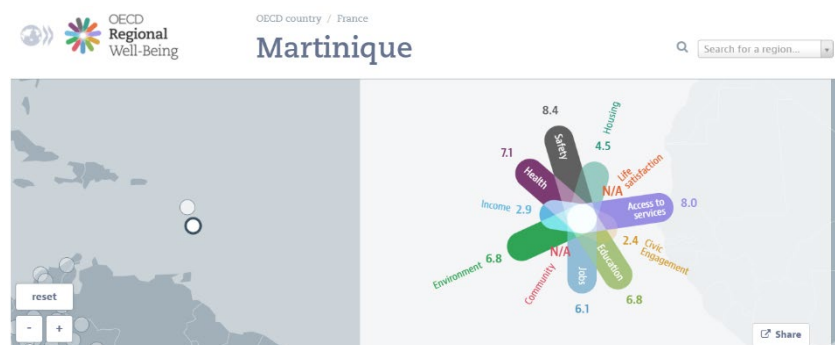 OECD
Regional
Well-Being
OECD country / France
Martinique
Search for a region...
8.4
Safety
Housing
4.5
7.1
Health
Life
satisfaction
N/A
Income 2.9
Access to
services
8.0
Environment 6.8
N/A
Community
2.4 Civic
Engagement
Education
6.8
Jobs
6.1
reset
- +
Share